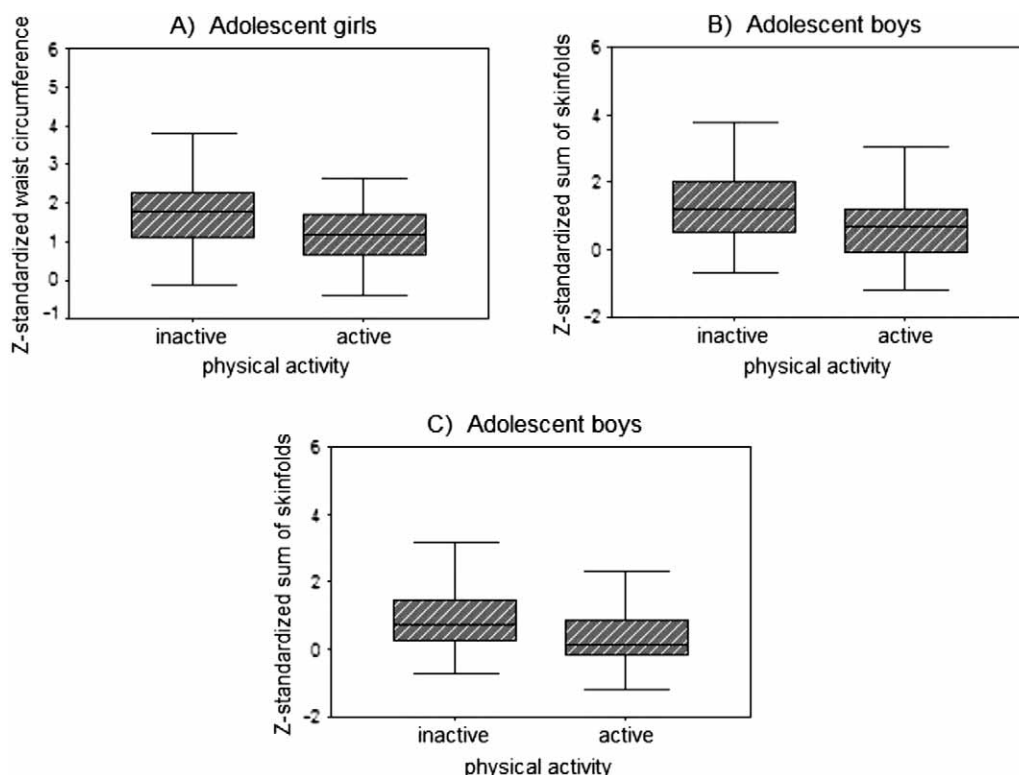 A) Adolescent girls
Z-standardized waist circumference
6
5
4
3
2
1
0
-1
inactive active
physical activity
B) Adolescent boys
Z-standardized sum of skinfolds
6
4
2
0
-2
inactive active
physical activity
C) Adolescent boys
Z-standardized sum of skinfolds
6
4
2
0
-2
inactive active
physical activity